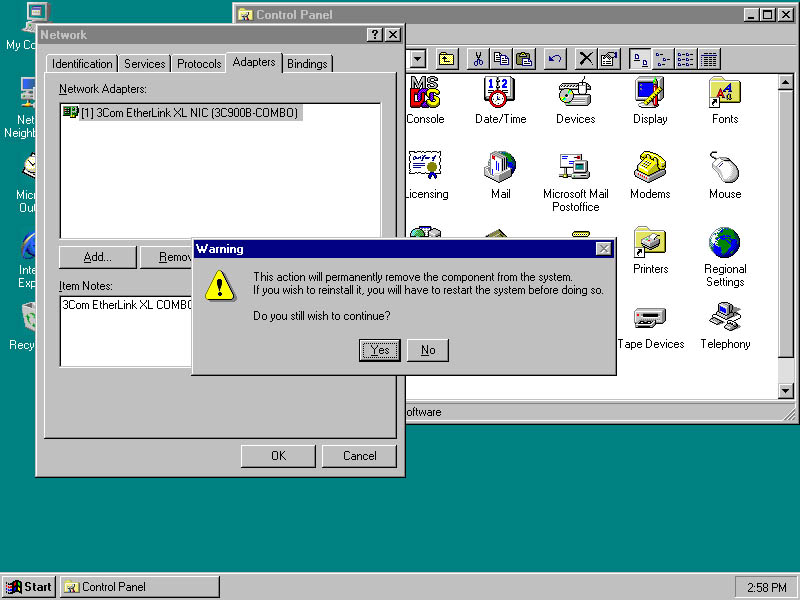 My Co
Net
Neighb
Micr
Out
Inte
Exp
Recy
Control Panel
Network
Identification
Services
Protocols
Adapters
Bindings
Network Adapters:
[1] 3Com EtherLink XL NIC (3C900B-COMBO)
Add...
Remov
Item Notes:
3Com EtherLink XL COMBO
OK
Cancel
MS
DOS
Console
Date/Time
Devices
Display
Fonts
Licensing
Mail
Microsoft Mail
Postoffice
Modems
Mouse
Printers
Regional
Settings
Tape Devices
Telephony
oftware
Warning
This action will permanently remove the component from the system.
If you wish to reinstall it, you will have to restart the system before doing so.
Do you still wish to continue?
Yes
No
Start
Control Panel
2:58 PM